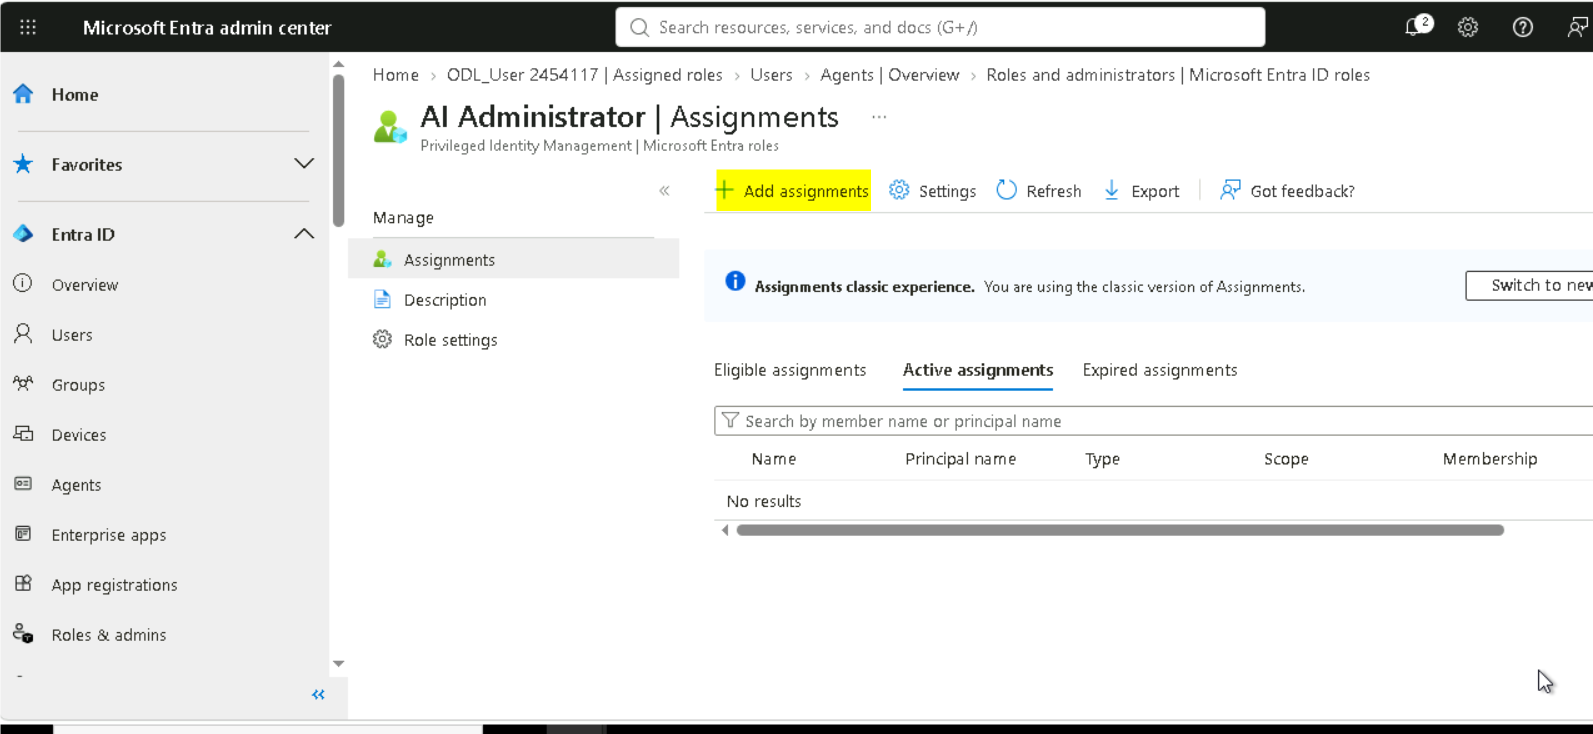 Microsoft Entra admin center
Search resources, services, and docs (G+/)
2
Home › ODL_User 2454117 | Assigned roles › Users › Agents | Overview › Roles and administrators | Microsoft Entra ID roles
AI Administrator | Assignments ...
Privileged Identity Management | Microsoft Entra roles
Home
Favorites
Entra ID
Overview
Users
Groups
Devices
Agents
Enterprise apps
App registrations
Roles & admins
Manage
Assignments
Description
Role settings
Add assignments Settings Refresh Export Got feedback?
Assignments classic experience. You are using the classic version of Assignments.
Switch to new
Eligible assignments Active assignments Expired assignments
Search by member name or principal name
Name Principal name Type Scope Membership
No results